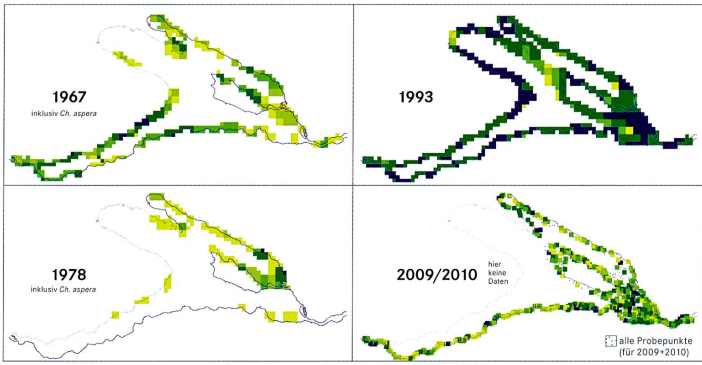 1967
inklusiv Ch. aspera
1993
1978
inklusiv Ch. aspera
2009/2010
hier
keine
Daten
alle Probepunkte
(für 2009+2010)